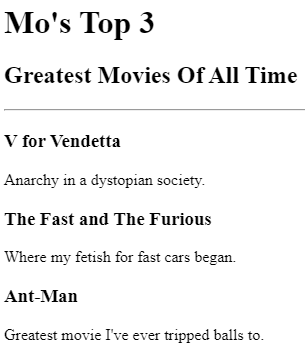 Mo's Top 3
Greatest Movies Of All Time
V for Vendetta
Anarchy in a dystopian society.
The Fast and The Furious
Where my fetish for fast cars began.
Ant-Man
Greatest movie I've ever tripped balls to.